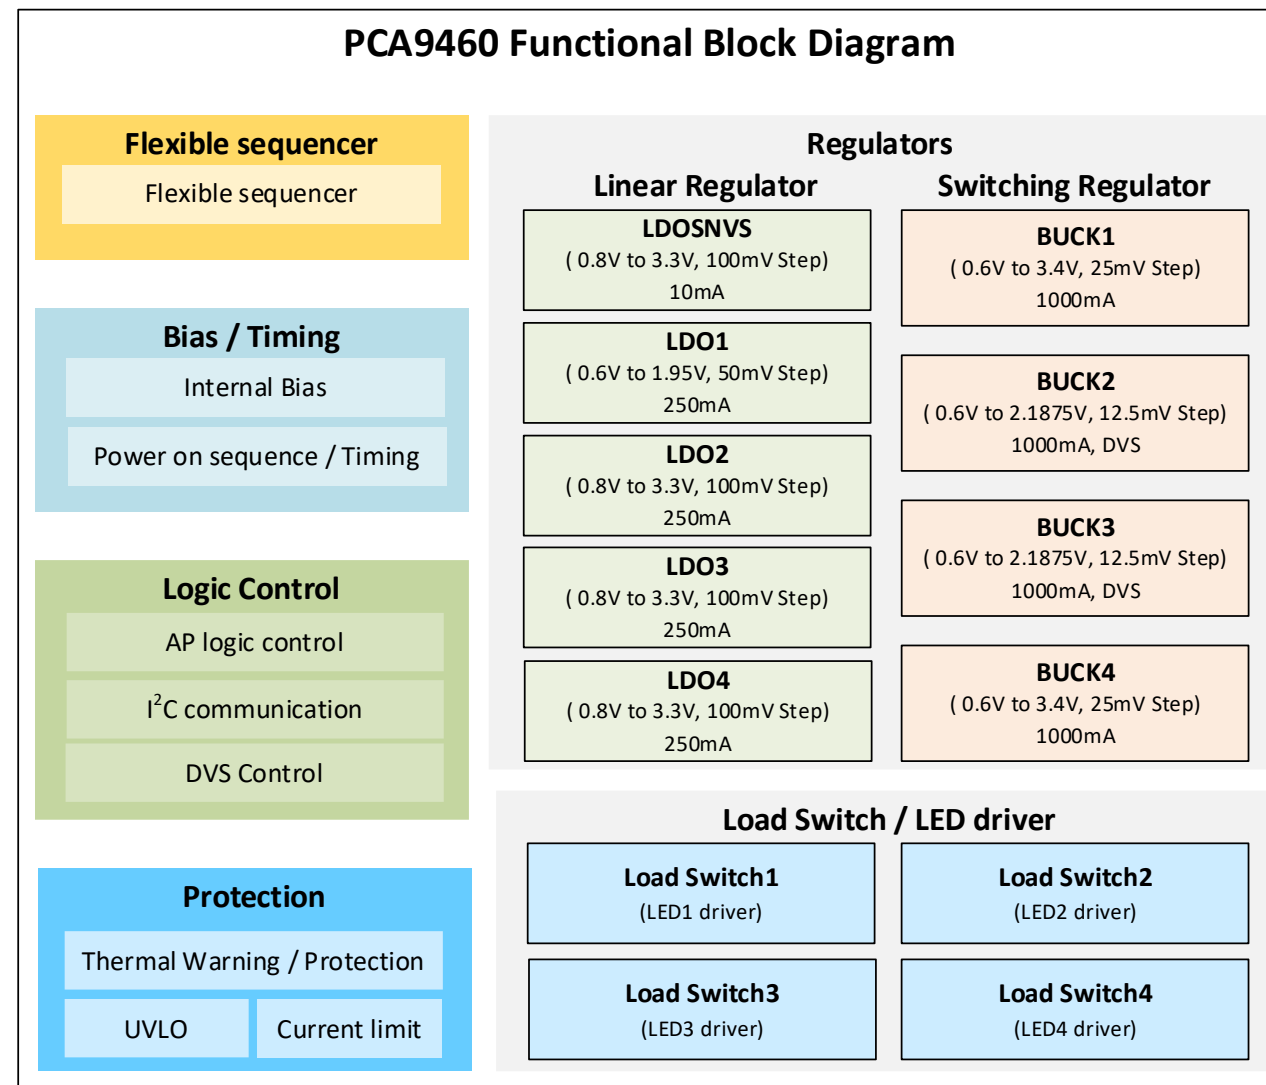 PCA9460 Functional Block Diagram
Flexible sequencer
Flexible sequencer
Bias / Timing
Internal Bias
Power on sequence / Timing
Logic Control
AP logic control
I²C communication
DVS Control
Protection
Thermal Warning / Protection
UVLO
Current limit
Regulators
Linear Regulator
LDOSNVS
( 0.8V to 3.3V, 100mV Step)
10mA
LDO1
( 0.6V to 1.95V, 50mV Step)
250mA
LDO2
( 0.8V to 3.3V, 100mV Step)
250mA
LDO3
( 0.8V to 3.3V, 100mV Step)
250mA
LDO4
( 0.8V to 3.3V, 100mV Step)
250mA
Switching Regulator
BUCK1
( 0.6V to 3.4V, 25mV Step)
1000mA
BUCK2
( 0.6V to 2.1875V, 12.5mV Step)
1000mA, DVS
BUCK3
( 0.6V to 2.1875V, 12.5mV Step)
1000mA, DVS
BUCK4
( 0.6V to 3.4V, 25mV Step)
1000mA
Load Switch / LED driver
Load Switch1
(LED1 driver)
Load Switch2
(LED2 driver)
Load Switch3
(LED3 driver)
Load Switch4
(LED4 driver)